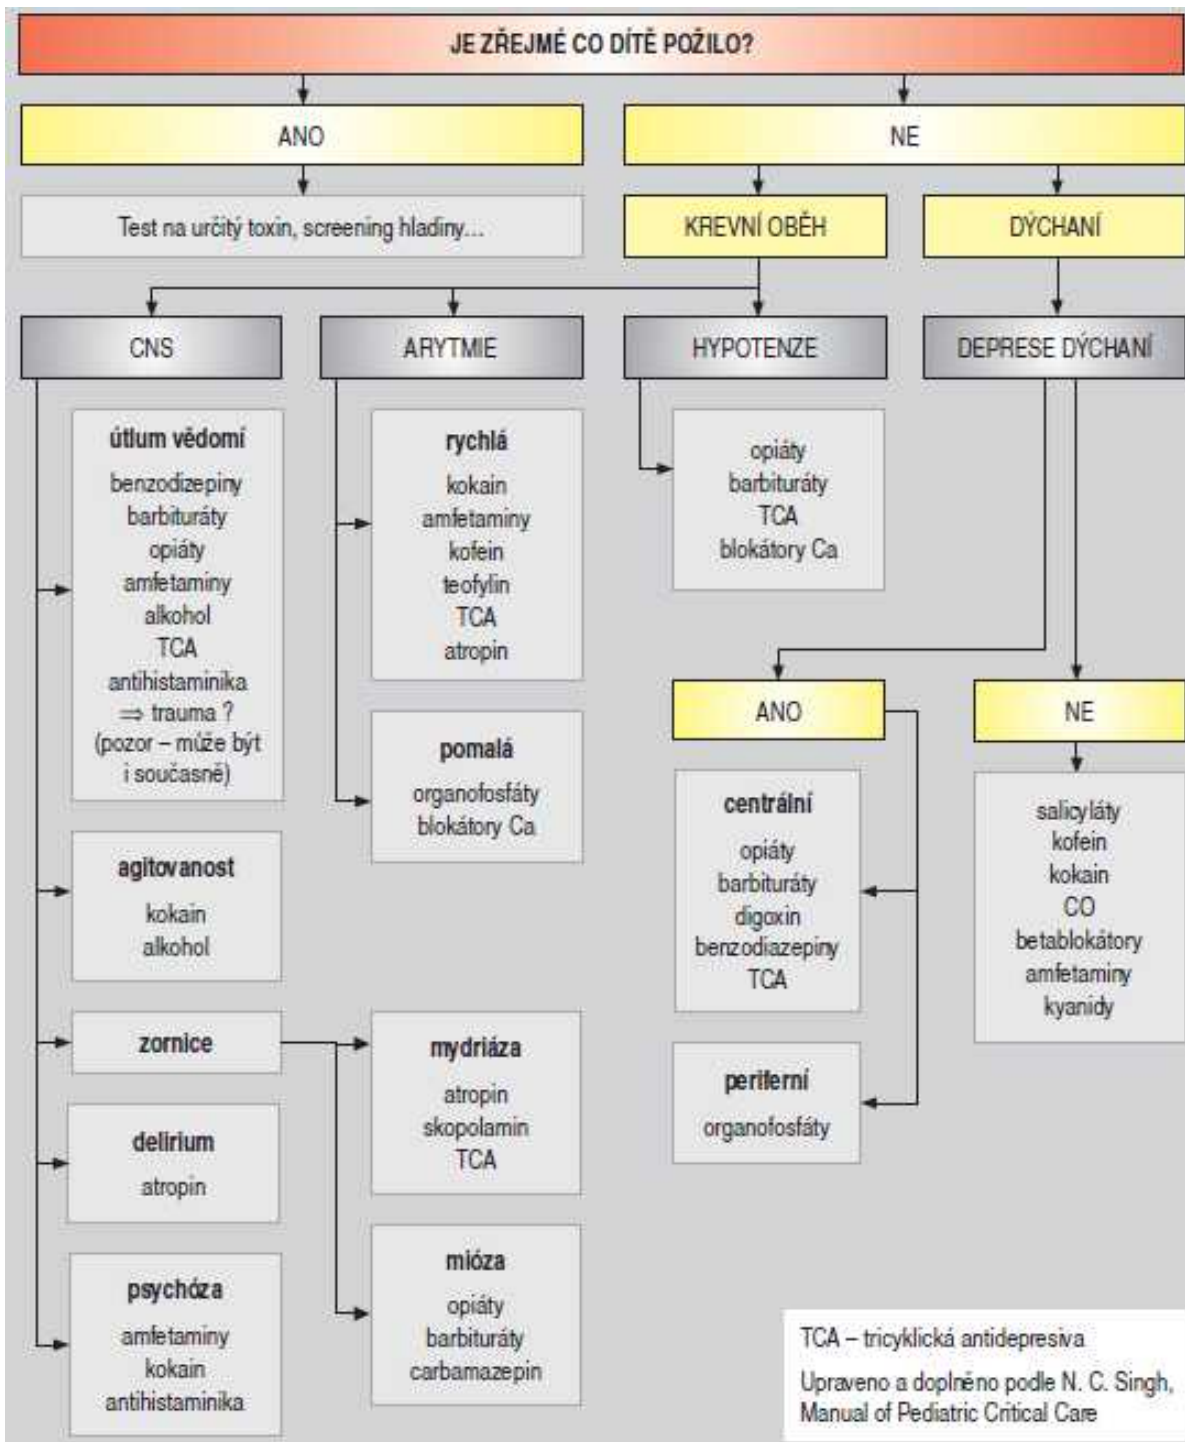 JE ZŘEJMÉ CO DÍTĚ POŽILO?
ANO
NE
Test na určitý toxin, screening hladiny...
KREVNÍ OBĚH
DÝCHANÍ
CNS
ARYTMIE
HYPOTENZE
DEPRESE DÝCHANÍ
útlum vědomí
benzodizepiny
barbituráty
opiáty
amfetaminy
alkohol
TCA
antihistaminika
⇒ trauma ?
(pozor – může být
i současně)
agitovanost
kokain
alkohol
zornice
delirium
atropin
psychóza
amfetaminy
kokain
antihistaminika
rychlá
kokain
amfetaminy
kofein
teofylin
TCA
atropin
pomalá
organofosfáty
blokátory Ca
mydriáza
atropin
skopolamin
TCA
mióza
opiáty
barbituráty
carbamazepin
opiáty
barbituráty
TCA
blokátory Ca
ANO
centrální
opiáty
barbituráty
digoxin
benzodiazepiny
TCA
periferní
organofosfáty
NE
salicyláty
kofein
kokain
CO
betablokátory
amfetaminy
kyanidy
TCA – tricyklická antidepresiva
Upraveno a doplněno podle N. C. Singh,
Manual of Pediatric Critical Care